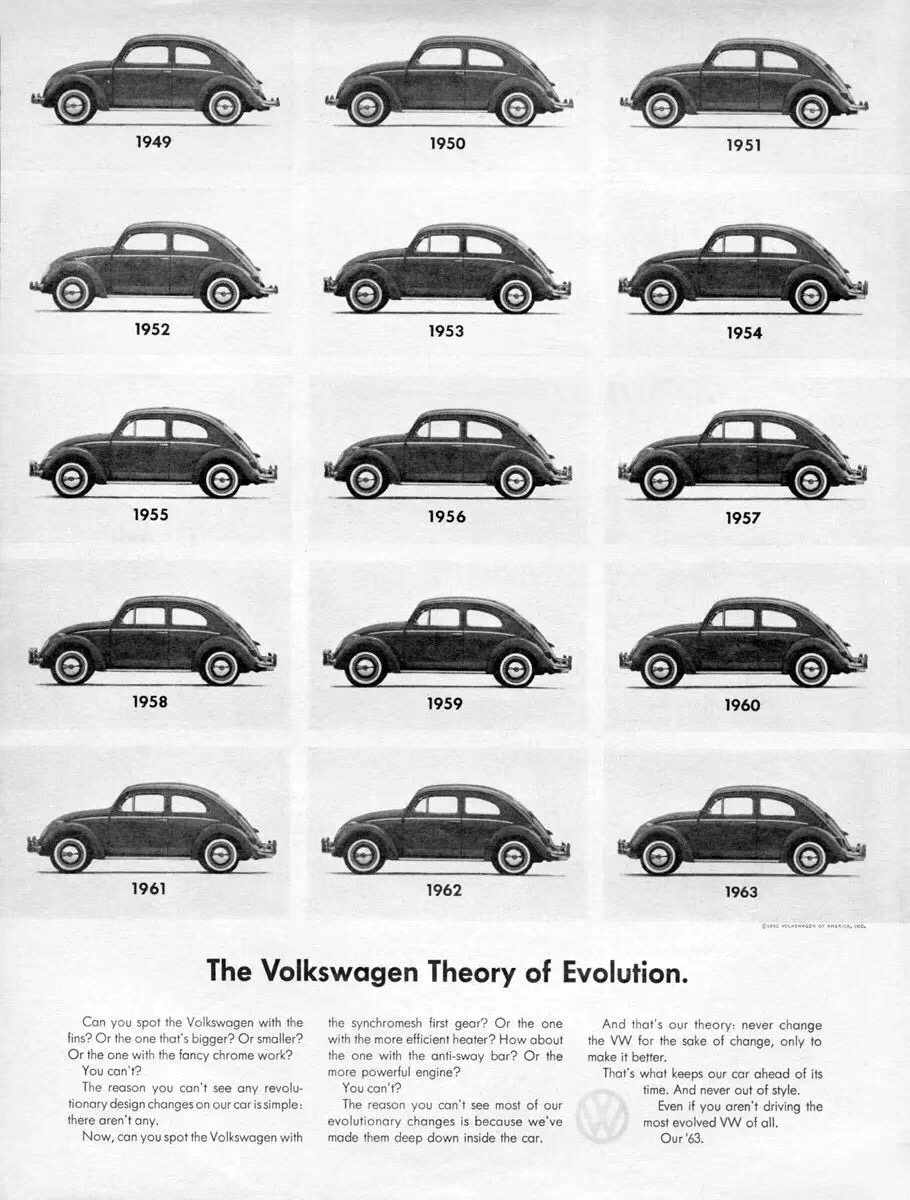 1949
1950
1951
1952
1953
1954
1955
1956
1957
1958
1959
1960
1961
1962
1963
©1962 VOLKSWAGEN OF AMERICA, INC.
The Volkswagen Theory of Evolution.
Can you spot the Volkswagen with the
fins? Or the one that's bigger? Or smaller?
Or the one with the fancy chrome work?
You can't?
The reason you can't see any revolu-
tionary design changes on our car is simple:
there aren't any.
Now, can you spot the Volkswagen with
the synchromesh first gear? Or the one
with the more efficient heater? How about
the one with the anti-sway bar? Or the
more powerful engine?
You can't?
The reason you can't see most of our
evolutionary changes is because we've
made them deep down inside the car.
And that's our theory: never change
the VW for the sake of change, only to
make it better.
That's what keeps our car ahead of its
time. And never out of style.
Even if you aren't driving the
most evolved VW of all.
Our '63.
VW